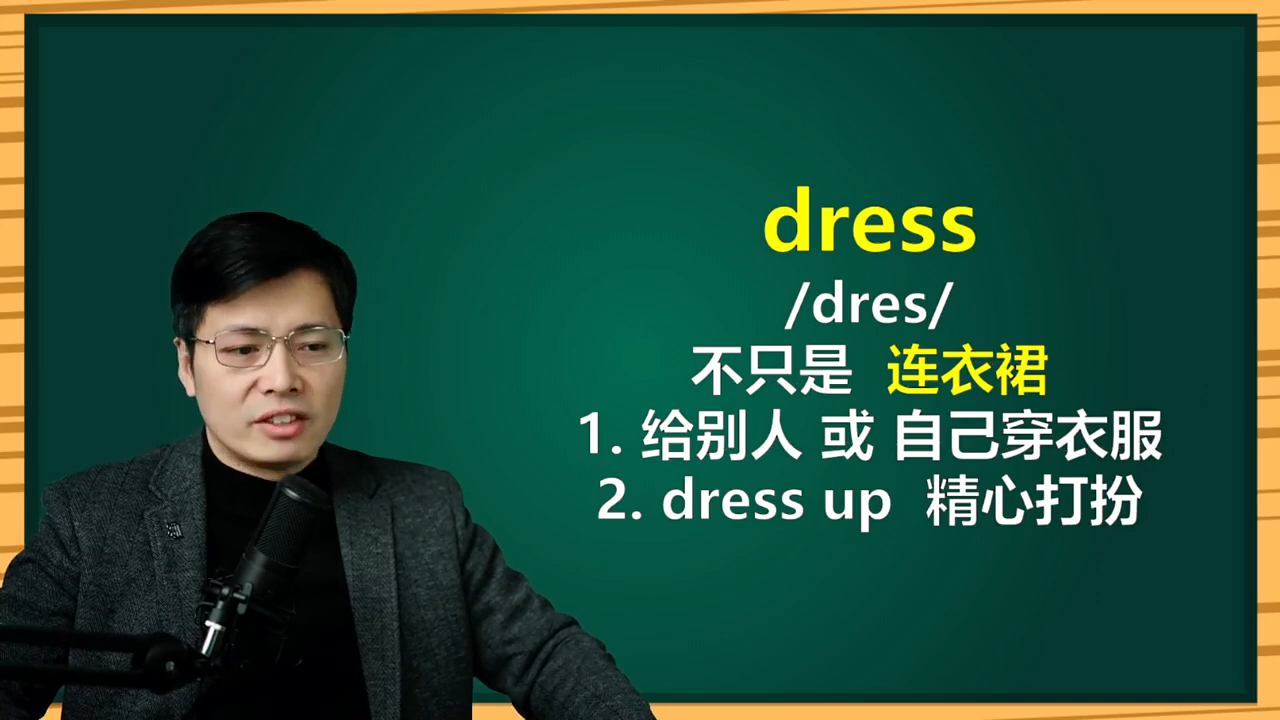 dress
/dres/
不只是 连衣裙
1. 给别人 或 自己穿衣服
2. dress up 精心打扮